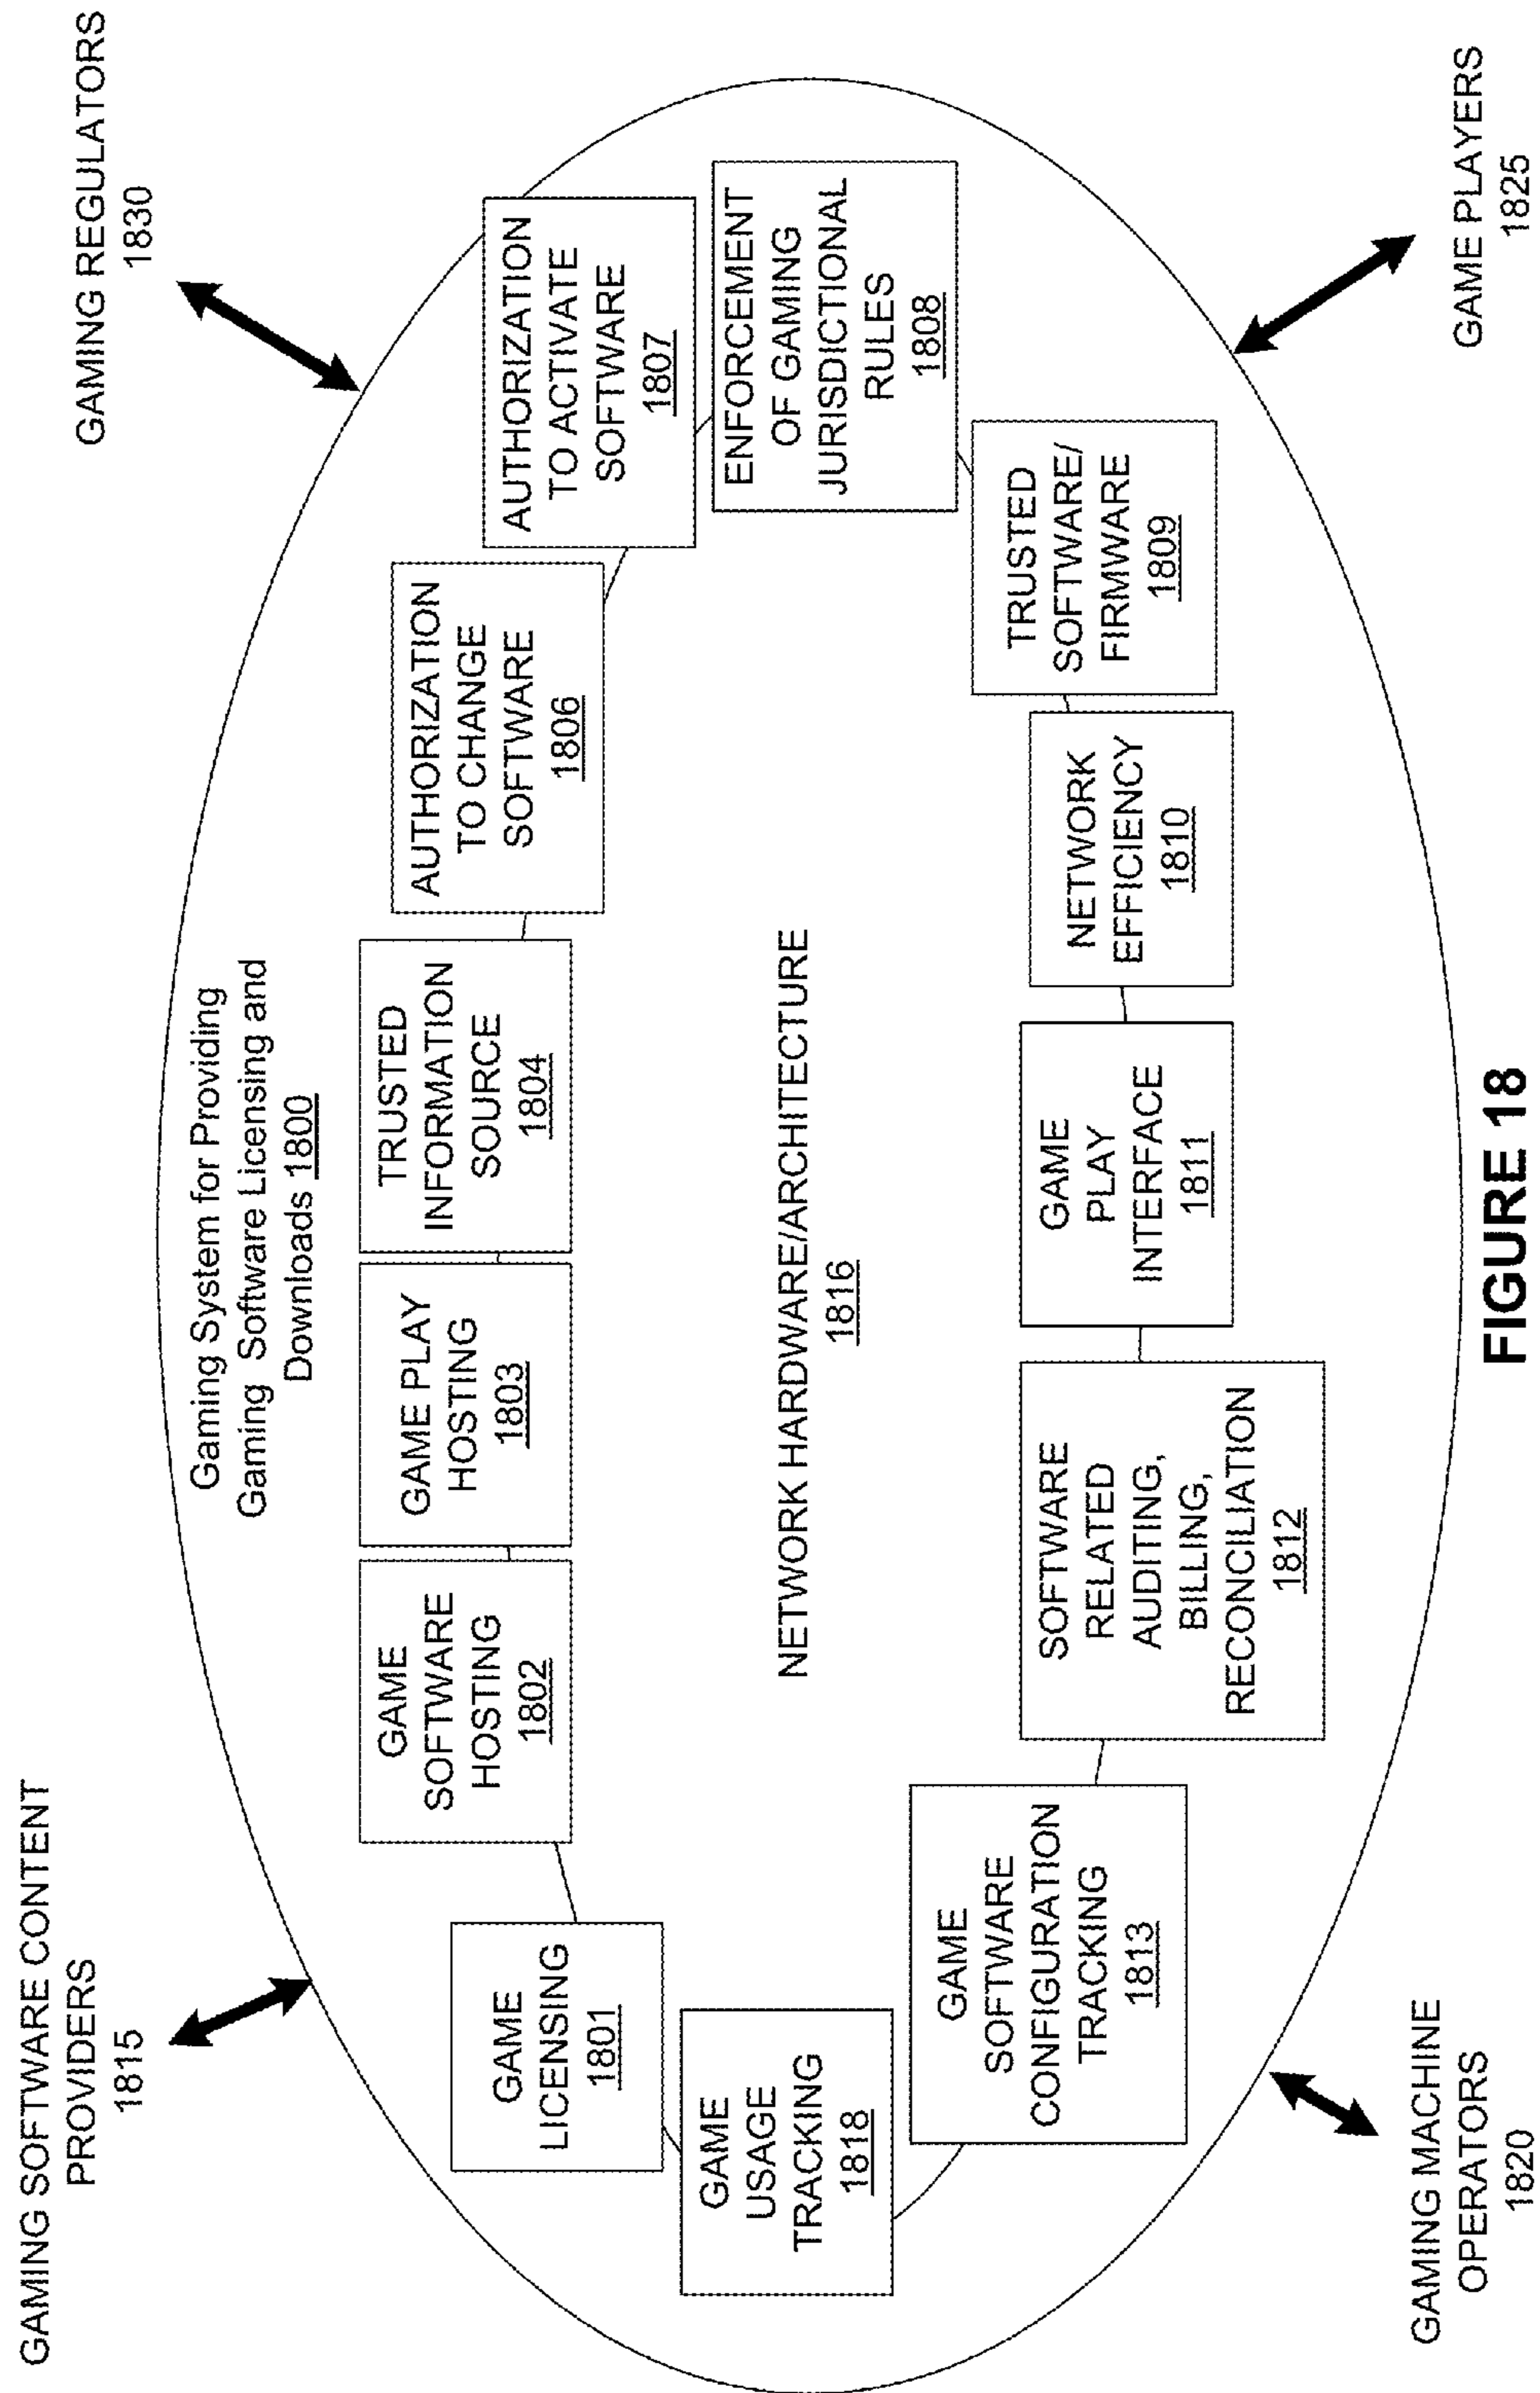 GAMING SOFTWARE CONTENT
PROVIDERS
1815
GAMING REGULATORS
1830
Gaming System for Providing
Gaming Software Licensing and
Downloads 1800
GAME
LICENSING
1801
GAME
SOFTWARE
HOSTING
1802
GAME PLAY
HOSTING
1803
TRUSTED
INFORMATION
SOURCE
1804
AUTHORIZATION
TO CHANGE
SOFTWARE
1806
AUTHORIZATION
TO ACTIVATE
SOFTWARE
1807
ENFORCEMENT
OF GAMING
JURISDICTIONAL
RULES
1808
NETWORK HARDWARE/ARCHITECTURE
1816
GAME
USAGE
TRACKING
1818
GAME
SOFTWARE
CONFIGURATION
TRACKING
1813
SOFTWARE
RELATED
AUDITING,
BILLING,
RECONCILIATION
1812
GAME
PLAY
INTERFACE
1811
NETWORK
EFFICIENCY
1810
TRUSTED
SOFTWARE/
FIRMWARE
1809
GAMING MACHINE
OPERATORS
1820
GAME PLAYERS
1825
FIGURE 18